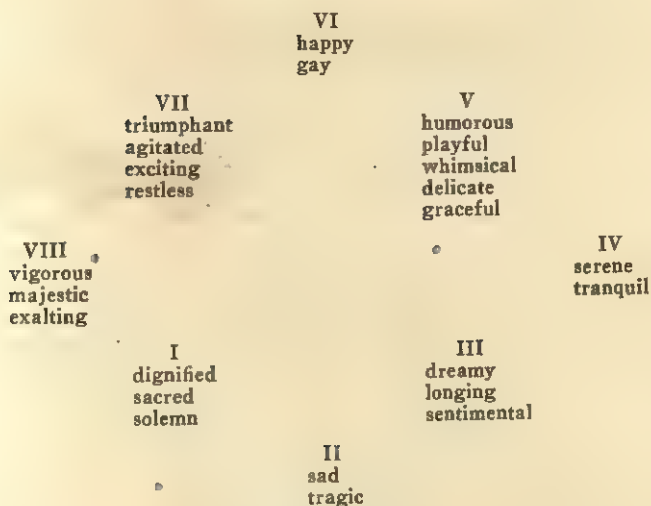 VI
happy
gay
VII
triumphant
agitated
exciting
restless
V
humorous
playful
whimsical
delicate
graceful
VIII
vigorous
majestic
exalting
IV
serene
tranquil
I
dignified
sacred
solemn
III
dreamy
longing
sentimental
II
sad
tragic